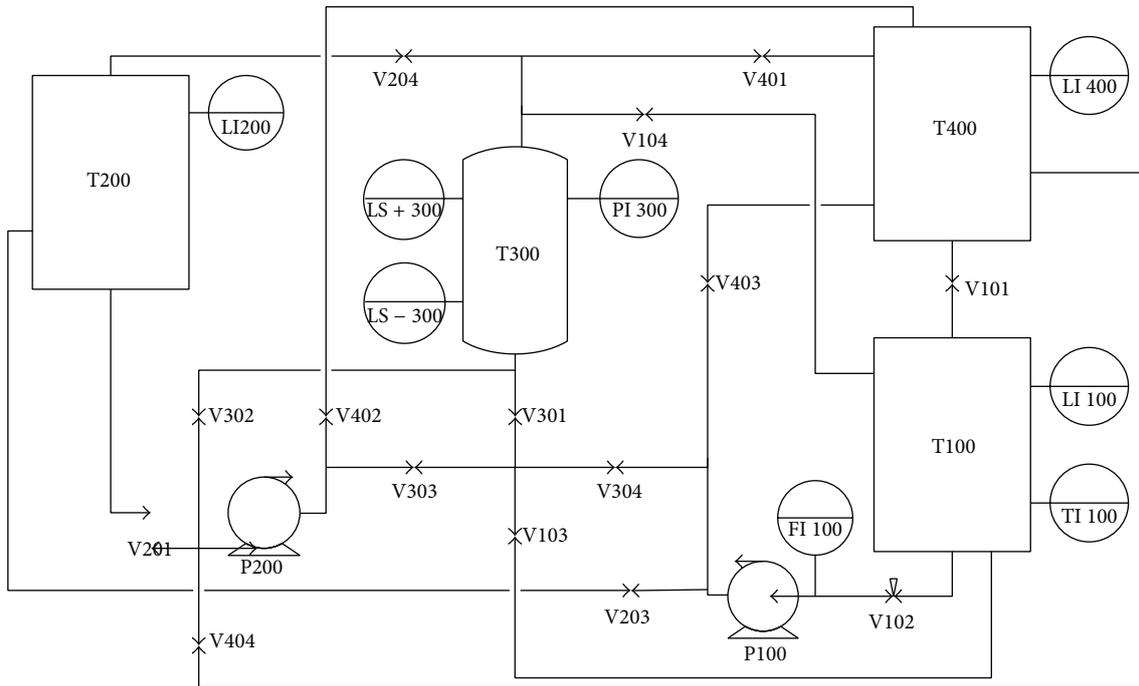 V204
V401
LI 400
LI200
V104
T400
T200
LS + 300
PI 300
T300
V403
V101
LS − 300
V302
V402
V301
LI 100
T100
V303
V304
TI 100
FI 100
V201
V103
P200
V203
V102
V404
P100